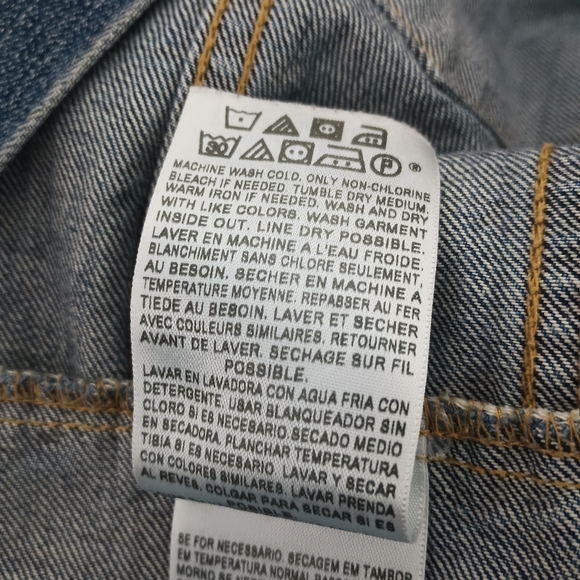 30 P ®
MACHINE WASH COLD. ONLY NON-CHLORINE
BLEACH IF NEEDED. TUMBLE DRY MEDIUM.
WARM IRON IF NEEDED. WASH AND DRY
WITH LIKE COLORS. WASH GARMENT
INSIDE OUT. LINE DRY POSSIBLE.
LAVER EN MACHINE A L'EAU FROIDE.
BLANCHIMENT SANS CHLORE SEULEMENT,
AU BESOIN. SECHER EN MACHINE A
TEMPERATURE MOYENNE. REPASSER AU FER
TIEDE AU BESOIN. LAVER ET SECHER
AVEC COULEURS SIMILAIRES. RETOURNER
AVANT DE LAVER. SECHAGE SUR FIL
POSSIBLE.
LAVAR EN LAVADORA CON AGUA FRIA CON
DETERGENTE. USAR BLANQUEADOR SIN
CLORO SI ES NECESARIO. SECADO MEDIO
EN SECADORA. PLANCHAR TEMPERATURA
TIBIA SI ES NECESARIO. LAVAR Y SECAR
CON COLORES SIMILARES. LAVAR PRENDA
AL REVES. COLGAR PARA SECAR SI ES
POSIBLE.
SE FOR NECESSARIO. SECAGEM EM TAMBOR
EM TEMPERATURA NORMAL
MORNO SE